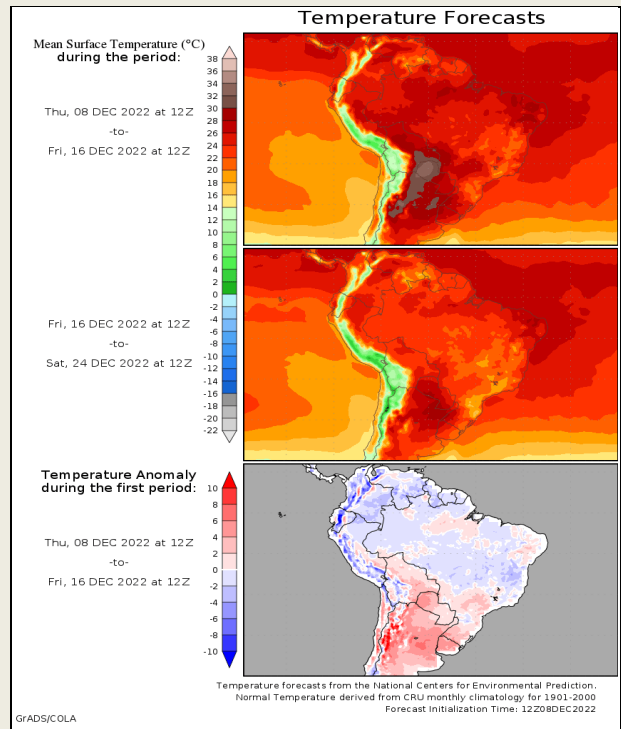 Temperature Forecasts
Mean Surface Temperature (°C)
during the period:
Thu, 08 DEC 2022 at 12Z
-to-
Fri, 16 DEC 2022 at 12Z
38
36
34
32
30
28
26
24
22
20
18
16
14
12
10
8
6
4
2
0
-2
-4
-6
-8
-10
-12
-14
-16
-18
-20
-22
Fri, 16 DEC 2022 at 12Z
-to-
Sat, 24 DEC 2022 at 12Z
Temperature Anomaly
during the first period:
Thu, 08 DEC 2022 at 12Z
-to-
Fri, 16 DEC 2022 at 12Z
10
8
6
4
2
0
-2
-4
-6
-8
-10
Temperature forecasts from the National Centers for Environmental Prediction.
Normal Temperature derived from CRU monthly climatology for 1901-2000
Forecast Initialization Time: 12Z08DEC2022
GrADS/COLA